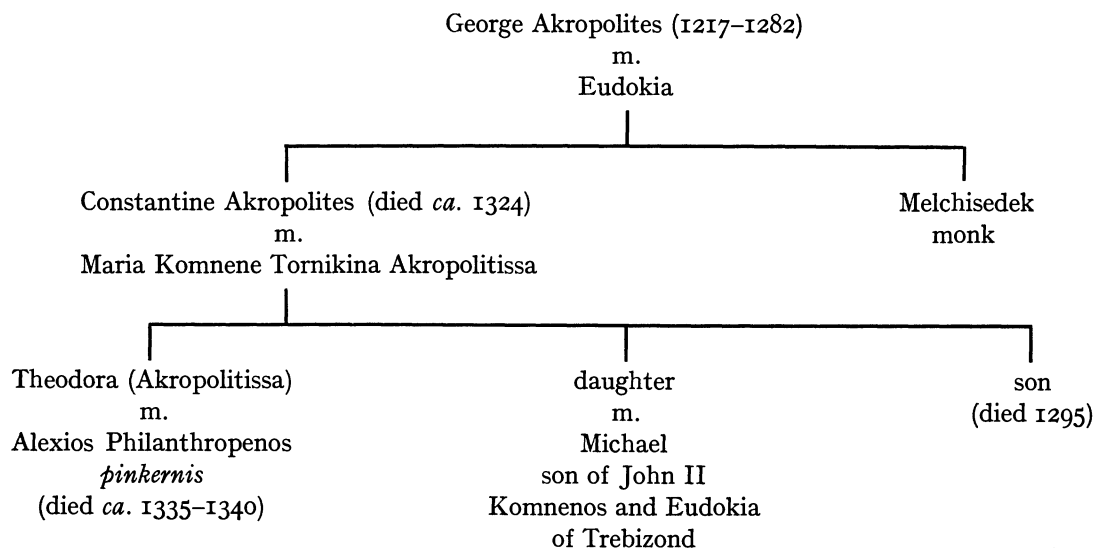 George Akropolites (1217–1282)
m.
Eudokia
Constantine Akropolites (died ca. 1324)
m.
Maria Komnene Tornikina Akropolitissa
Melchisedek
monk
Theodora (Akropolitissa)
m.
Alexios Philanthropenos
pinkernis
(died ca. 1335–1340)
daughter
m.
Michael
son of John II
Komnenos and Eudokia
of Trebizond
son
(died 1295)